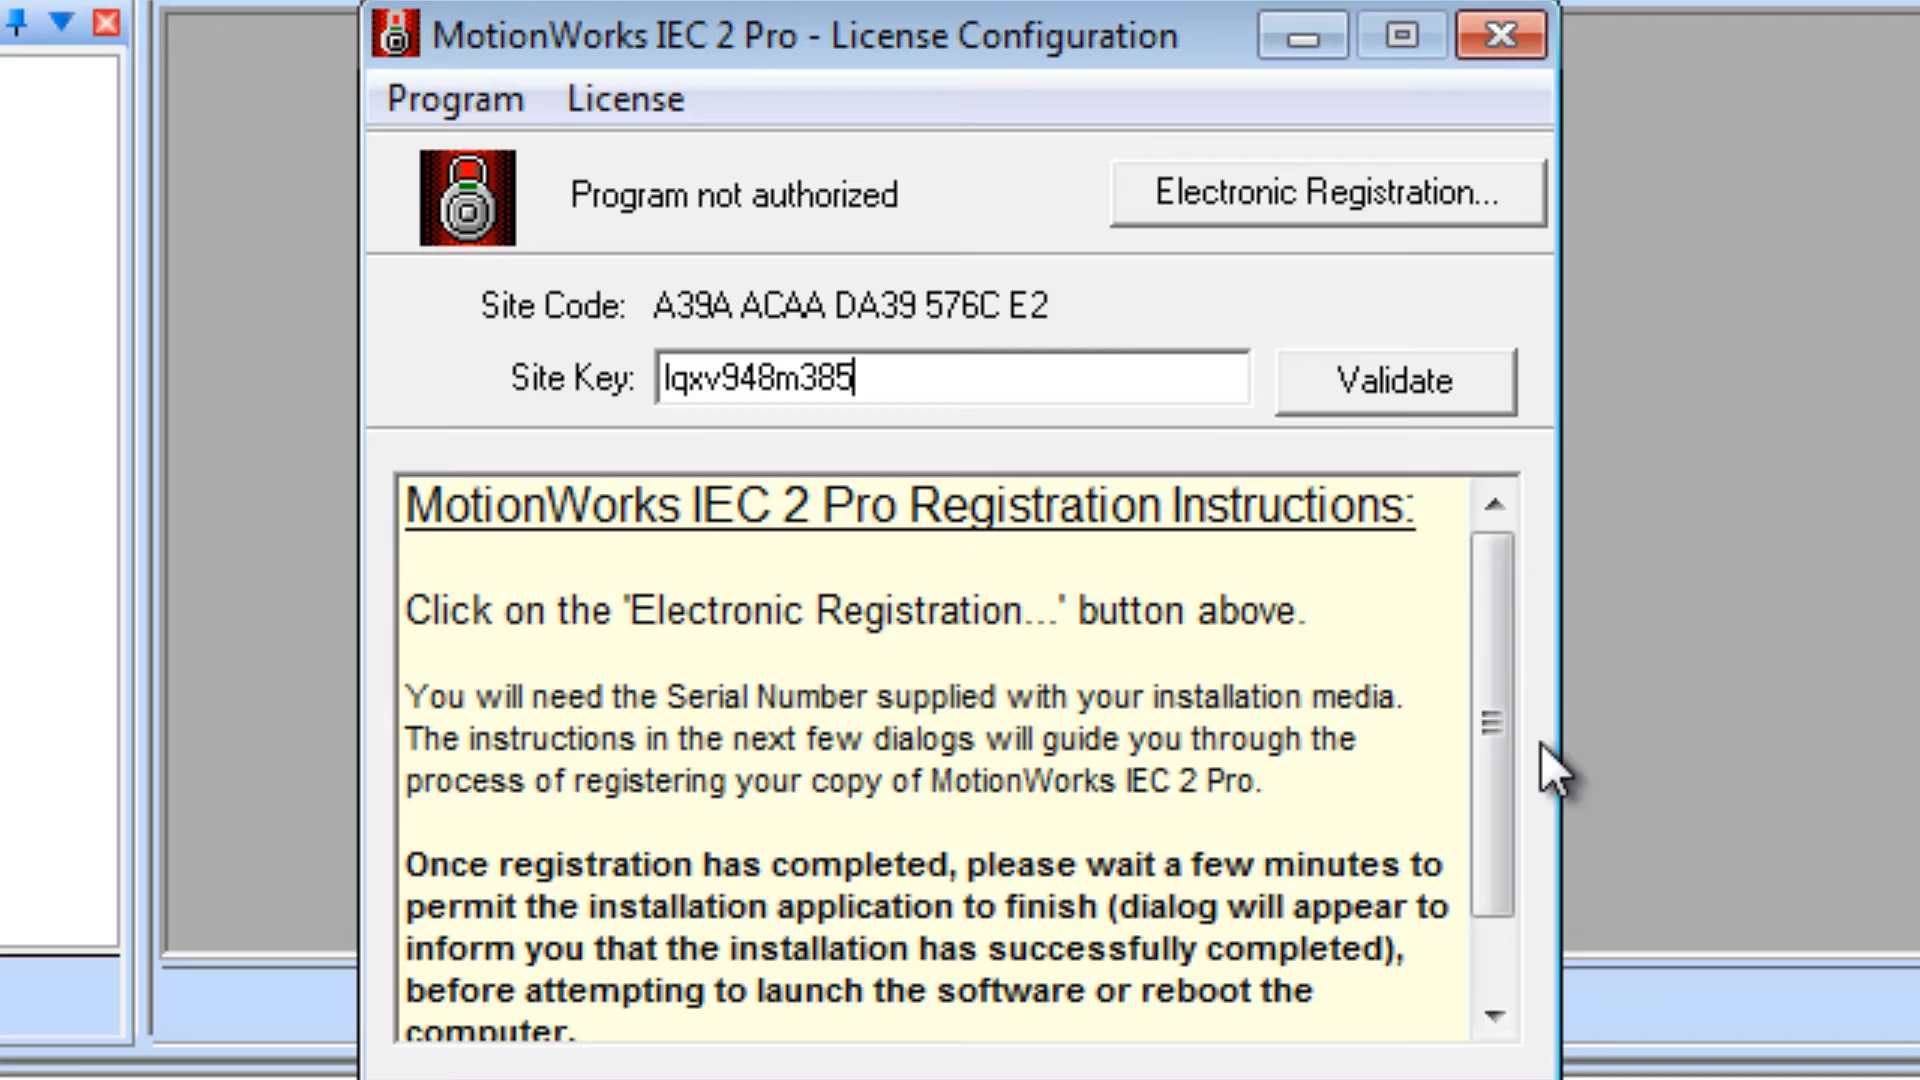 MotionWorks IEC 2 Pro - License Configuration
Program License
Program not authorized
Electronic Registration...
Site Code: A39A ACAA DA39 576C E2
Site Key: lqxv948m385
Validate
MotionWorks IEC 2 Pro Registration Instructions:
Click on the 'Electronic Registration...' button above.
You will need the Serial Number supplied with your installation media.
The instructions in the next few dialogs will guide you through the
process of registering your copy of MotionWorks IEC 2 Pro.
Once registration has completed, please wait a few minutes to
permit the installation application to finish (dialog will appear to
inform you that the installation has successfully completed),
before attempting to launch the software or reboot the
computer.